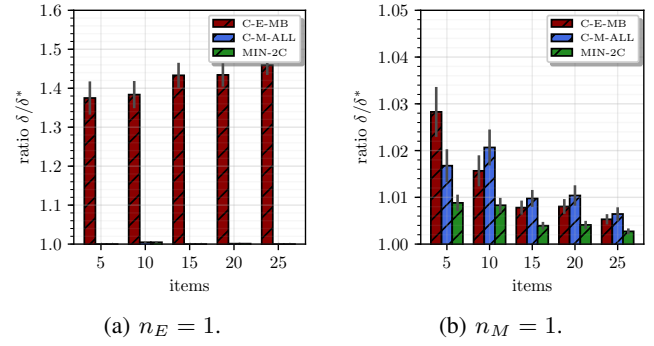 1.6
1.5
1.4
1.3
1.2
1.1
1.0
ratio δ/δ*
C-E-MB
C-M-ALL
MIN-2C
5 10 15 20 25
items
(a) n_E = 1.
1.05
1.04
1.03
1.02
1.01
1.00
ratio δ/δ*
C-E-MB
C-M-ALL
MIN-2C
5 10 15 20 25
items
(b) n_M = 1.